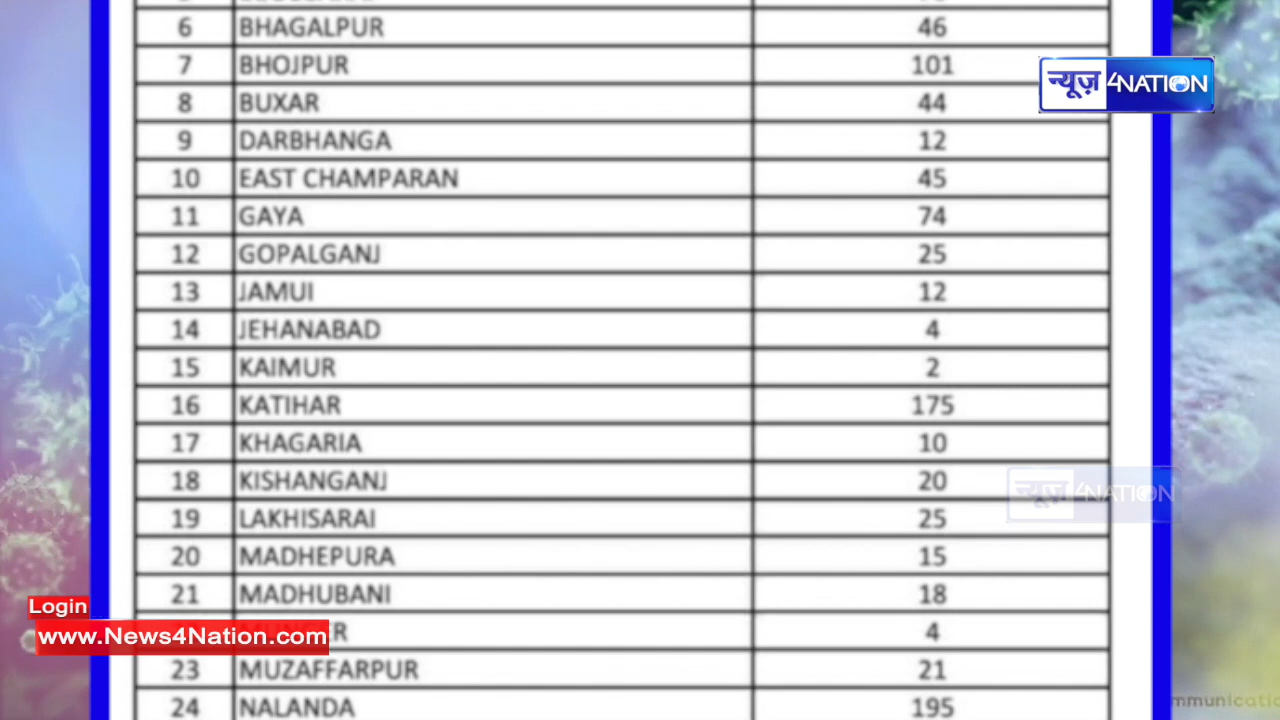 6 BHAGALPUR 46
7 BHOJPUR 101
न्यूज़ 4NATION
8 BUXAR 44
9 DARBHANGA 12
10 EAST CHAMPARAN 45
11 GAYA 74
12 GOPALGANJ 25
13 JAMUI 12
14 JEHANABAD 4
15 KAIMUR 2
16 KATIHAR 175
17 KHAGARIA 10
18 KISHANGANJ 20
न्यूज़ 4NATION
19 LAKHISARAI 25
20 MADHEPURA 15
21 MADHUBANI 18
Login
www.News4Nation.com
4
23 MUZAFFARPUR 21
24 NALANDA 195